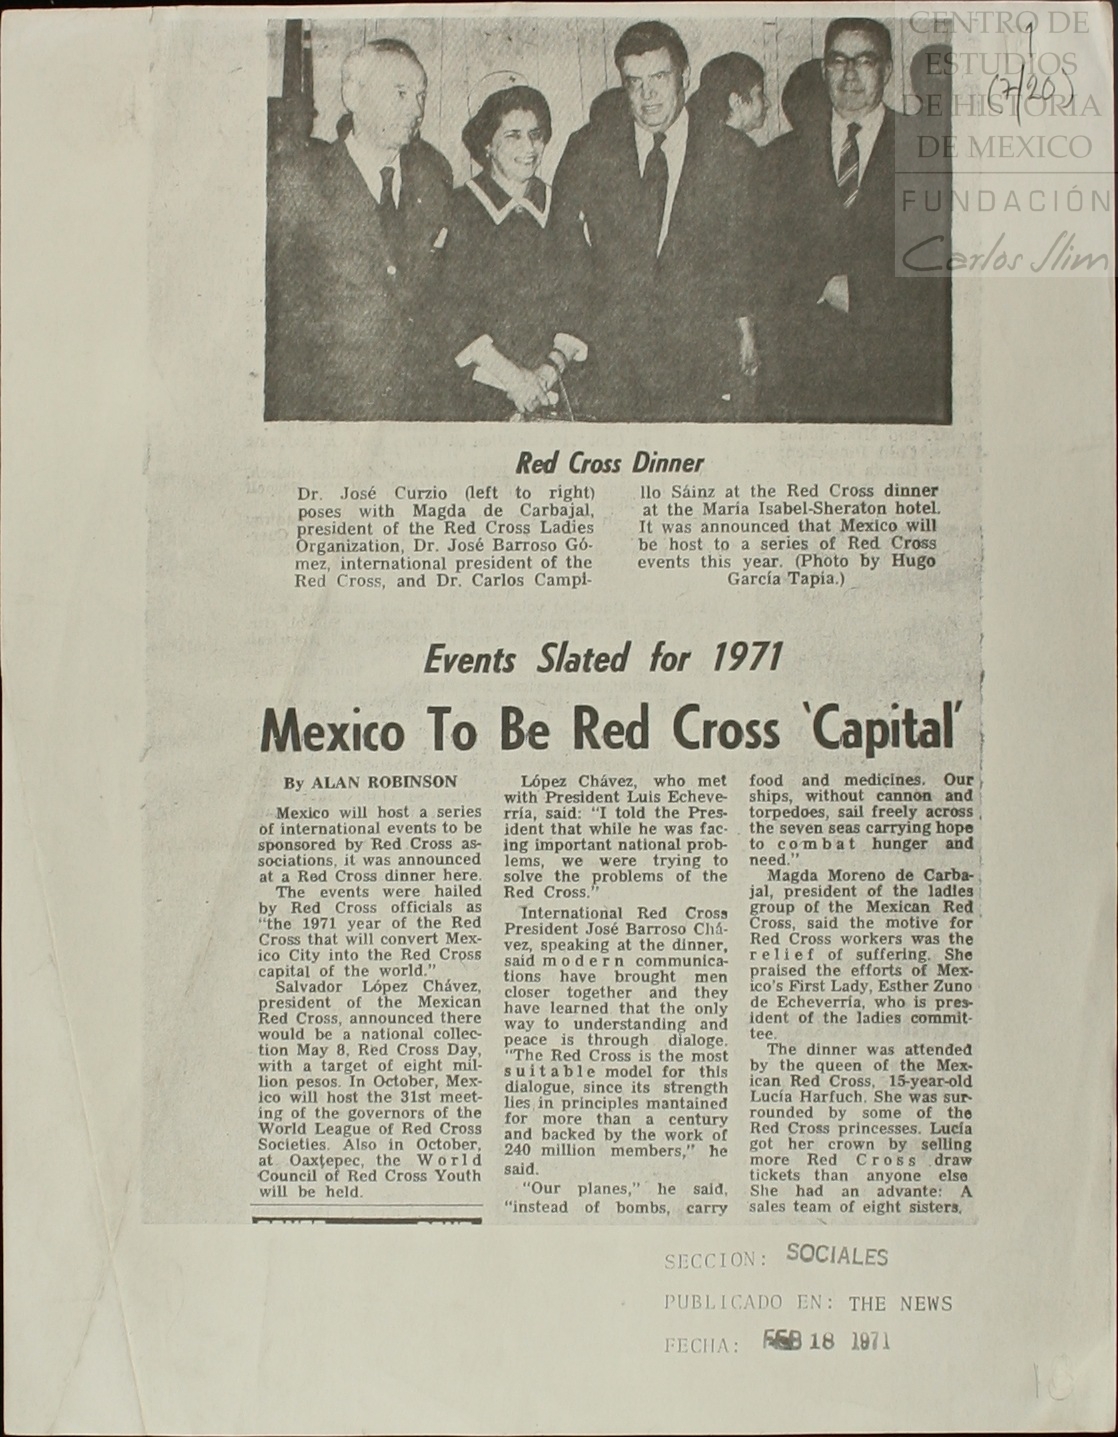 CENTRO DE
ESTUDIOS
DE HISTORIA
DE MEXICO
FUNDACIÓN
Carlos Slim
(7/20)
Red Cross Dinner
Dr. José Curzio (left to right)
poses with Magda de Carbajal,
president of the Red Cross Ladies
Organization, Dr. José Barroso Gó-
mez, international president of the
Red Cross, and Dr. Carlos Campi-
llo Sáinz at the Red Cross dinner
at the María Isabel-Sheraton hotel.
It was announced that Mexico will
be host to a series of Red Cross
events this year. (Photo by Hugo
García Tapia.)
Events Slated for 1971
Mexico To Be Red Cross 'Capital'
By ALAN ROBINSON
Mexico will host a series
of international events to be
sponsored by Red Cross as-
sociations, it was announced
at a Red Cross dinner here.
The events were hailed
by Red Cross officials as
"the 1971 year of the Red
Cross that will convert Mex-
ico City into the Red Cross
capital of the world."
Salvador López Chávez,
president of the Mexican
Red Cross, announced there
would be a national collec-
tion May 8, Red Cross Day,
with a target of eight mil-
lion pesos. In October, Mex-
ico will host the 31st meet-
ing of the governors of the
World League of Red Cross
Societies. Also in October,
at Oaxtepec, the World
Council of Red Cross Youth
will be held.
López Chávez, who met
with President Luis Echeve-
rría, said: "I told the Pres-
ident that while he was fac-
ing important national prob-
lems, we were trying to
solve the problems of the
Red Cross."
International Red Cross
President José Barroso Chá-
vez, speaking at the dinner,
said modern communica-
tions have brought men
closer together and they
have learned that the only
way to understanding and
peace is through dialoge.
"The Red Cross is the most
suitable model for this
dialogue, since its strength
lies in principles mantained
for more than a century
and backed by the work of
240 million members," he
said.
"Our planes," he said,
"instead of bombs, carry
food and medicines. Our
ships, without cannon and
torpedoes, sail freely across
the seven seas carrying hope
to combat hunger and
need."
Magda Moreno de Carba-
jal, president of the ladies
group of the Mexican Red
Cross, said the motive for
Red Cross workers was the
relief of suffering. She
praised the efforts of Mex-
ico's First Lady, Esther Zuno
de Echeverría, who is pres-
ident of the ladies commit-
tee.
The dinner was attended
by the queen of the Mex-
ican Red Cross, 15-year-old
Lucía Harfuch. She was sur-
rounded by some of the
Red Cross princesses. Lucía
got her crown by selling
more Red Cross draw
tickets than anyone else
She had an advante: A
sales team of eight sisters.
SECCION: SOCIALES
PUBLICADO EN: THE NEWS
FECHA: FEB 18 1971